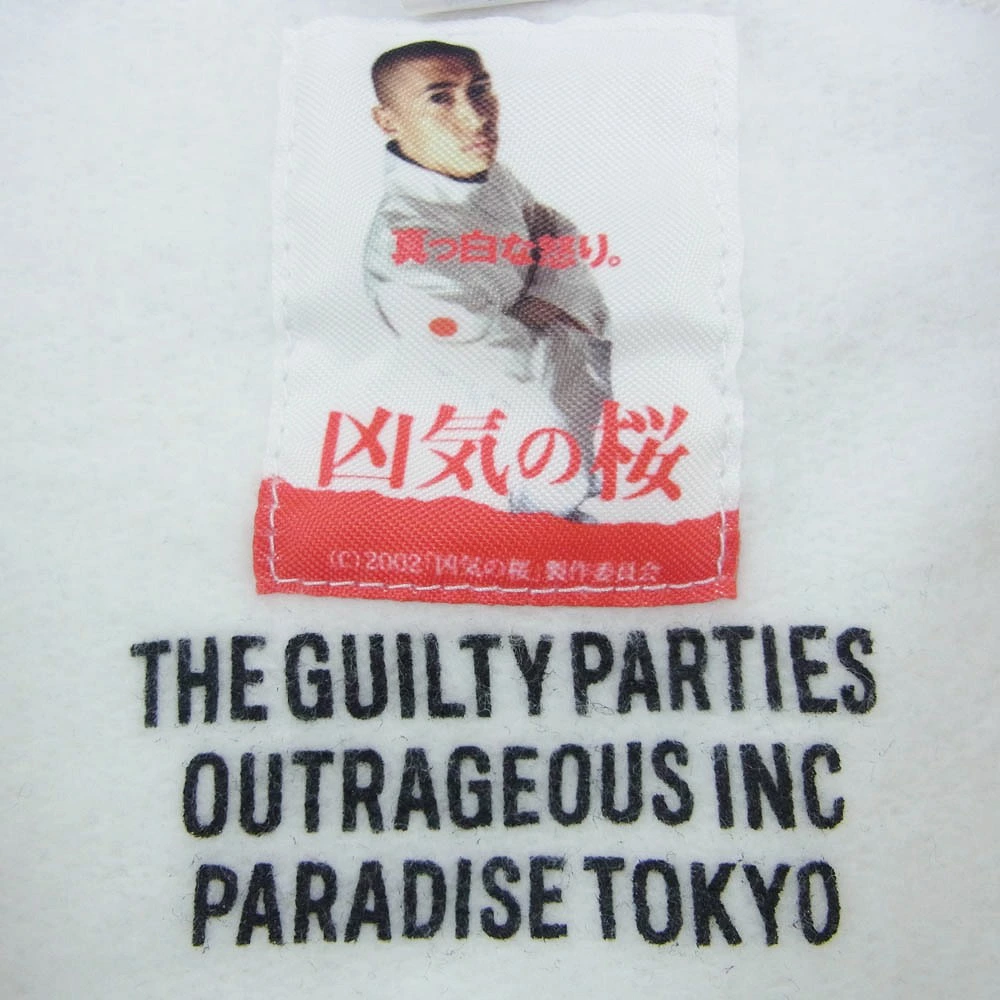 真っ白な怒り。
凶気の桜
(C)2002「凶気の桜」製作委員会
THE GUILTY PARTIES
OUTRAGEOUS INC
PARADISE TOKYO